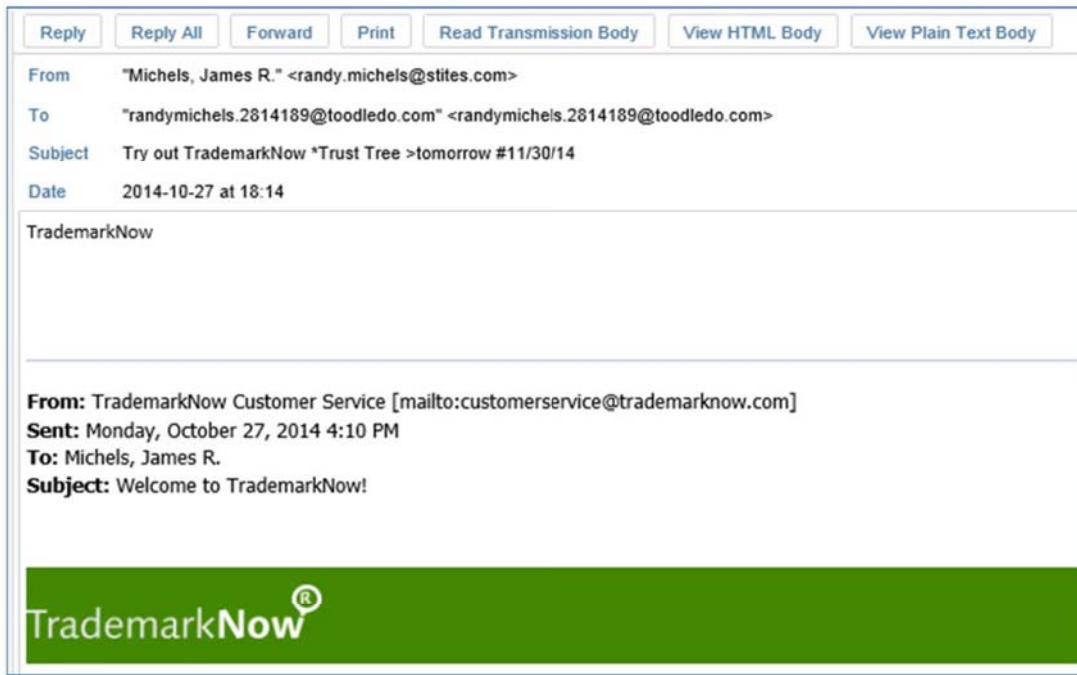 Reply Reply All Forward Print Read Transmission Body View HTML Body View Plain Text Body
From "Michels, James R." <randy.michels@stites.com>
To "randymichels.2814189@toodledo.com" <randymichels.2814189@toodledo.com>
Subject Try out TrademarkNow *Trust Tree >tomorrow #11/30/14
Date 2014-10-27 at 18:14
TrademarkNow
From: TrademarkNow Customer Service [mailto:customerservice@trademarknow.com]
Sent: Monday, October 27, 2014 4:10 PM
To: Michels, James R.
Subject: Welcome to TrademarkNow!
TrademarkNow®